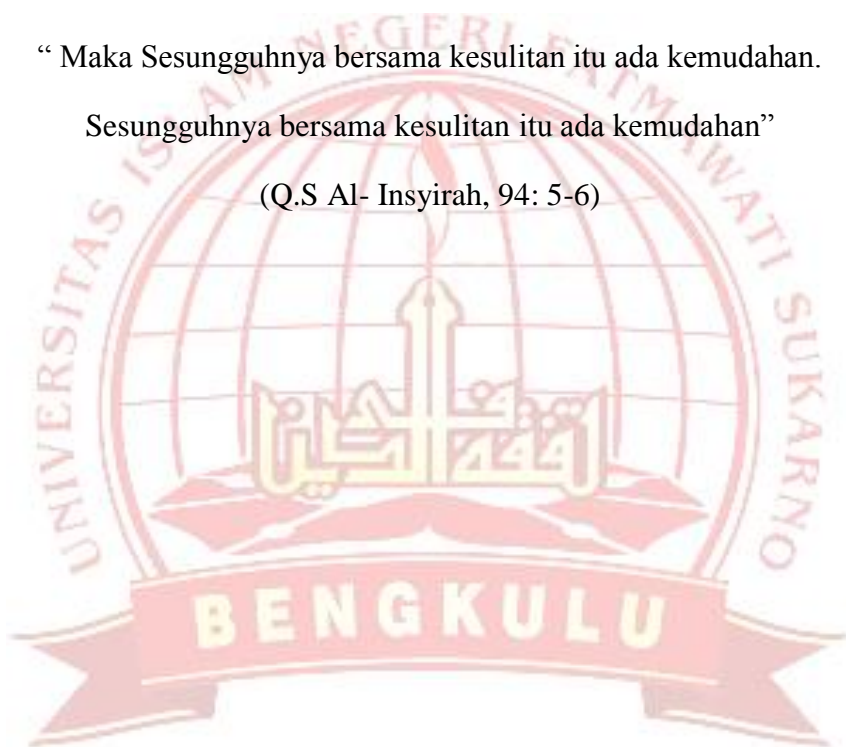 “ Maka Sesungguhnya bersama kesulitan itu ada kemudahan.
Sesungguhnya bersama kesulitan itu ada kemudahan”
(Q.S Al- Insyirah, 94: 5-6)
UNIVERSITAS ISLAM NEGERI FATMAWATI SUKARNO
BENGKULU